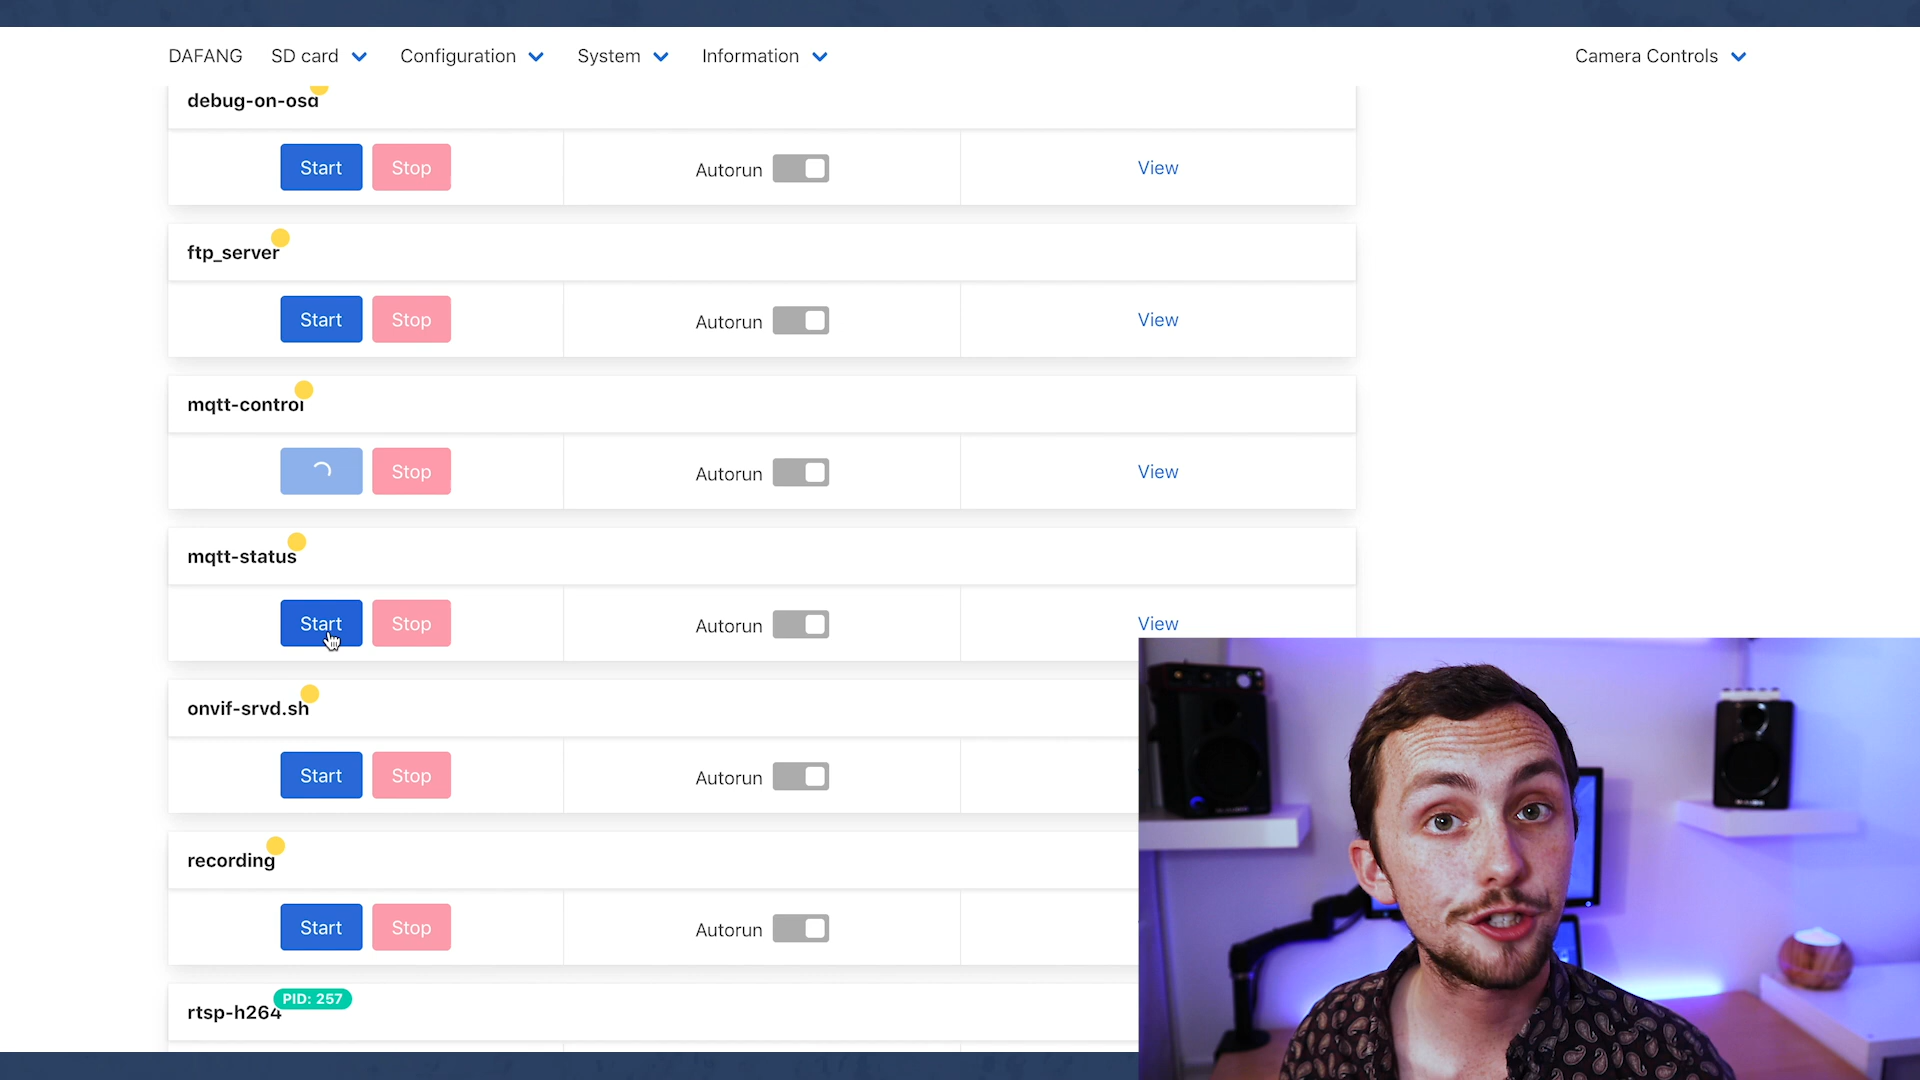 DAFANG SD card Configuration System Information Camera Controls
debug-on-osd
Start Stop Autorun View
ftp_server
Start Stop Autorun View
mqtt-control
Stop Autorun View
mqtt-status
Start Stop Autorun View
onvif-srvd.sh
Start Stop Autorun
recording
Start Stop Autorun
PID: 257
rtsp-h264